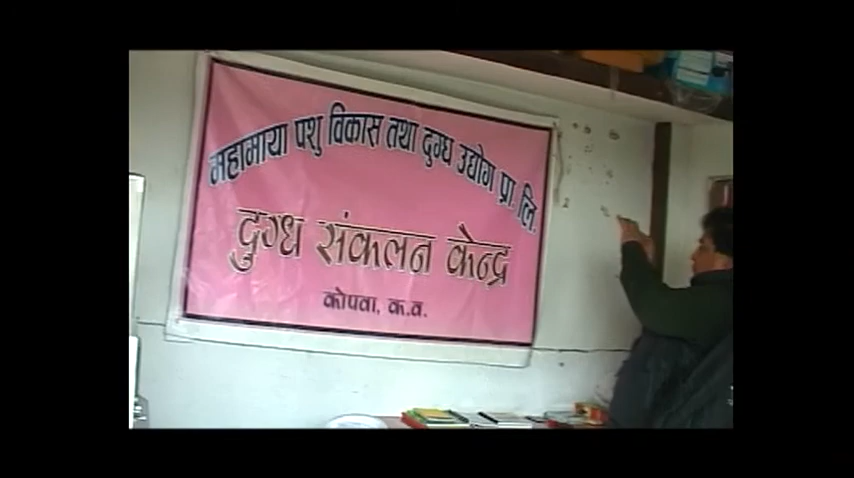 महामाया पशु विकास तथा दुग्ध उद्योग प्रा. लि.
दुग्ध संकलन केन्द्र
कोपवा, क.व.